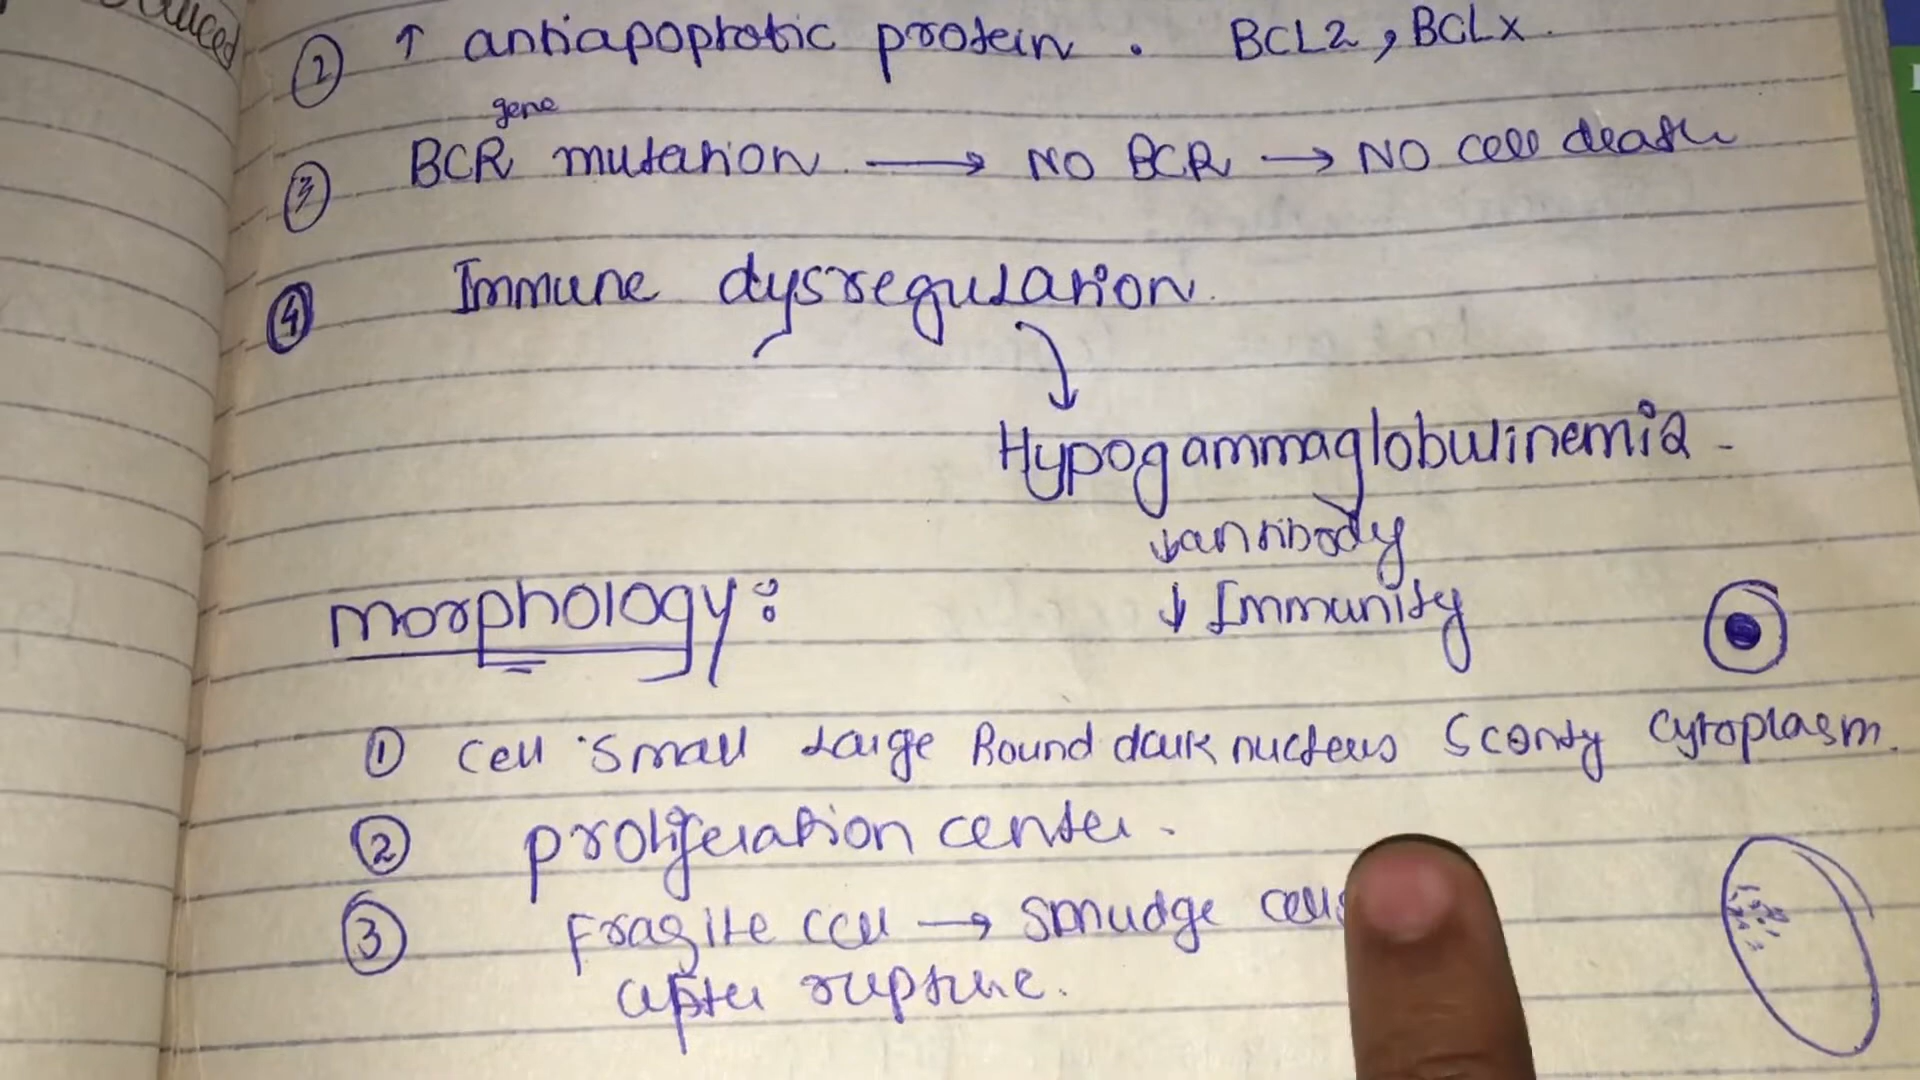 ② ↑ antiapoptotic protein. BCL2, BCLX.
gene
③ BCR mutation → NO BCR → NO cell death
④ Immune dysregulation.
Hypogammaglobulinemia -
↓ antibody
↓ Immunity
morphology:
① cell small Large Round dark nucleus Scanty cytoplasm.
② proliferation center.
③ Fragile cell → smudge cells
after rupture.